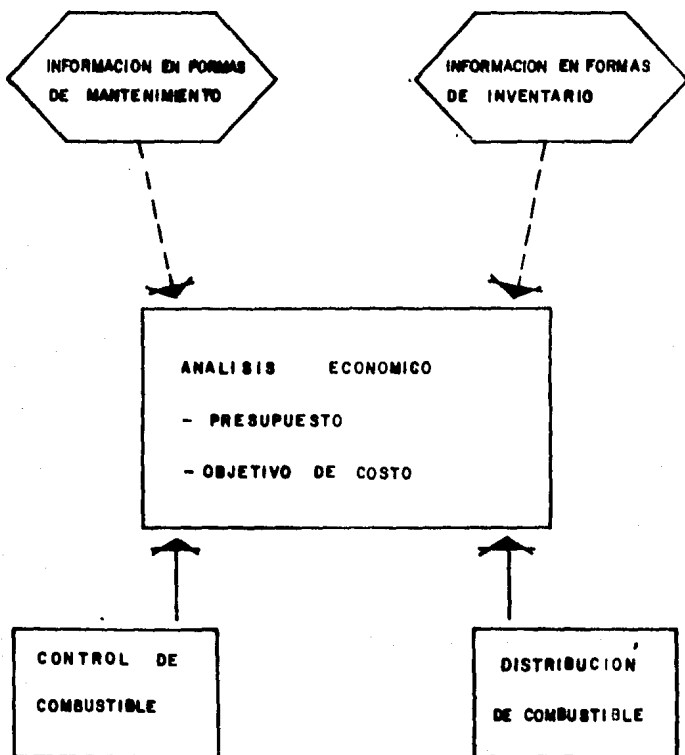 INFORMACION EN FORMAS
DE MANTENIMIENTO
INFORMACION EN FORMAS
DE INVENTARIO
ANALISIS ECONOMICO
- PRESUPUESTO
- OBJETIVO DE COSTO
CONTROL DE
COMBUSTIBLE
DISTRIBUCIÓN
DE COMBUSTIBLE